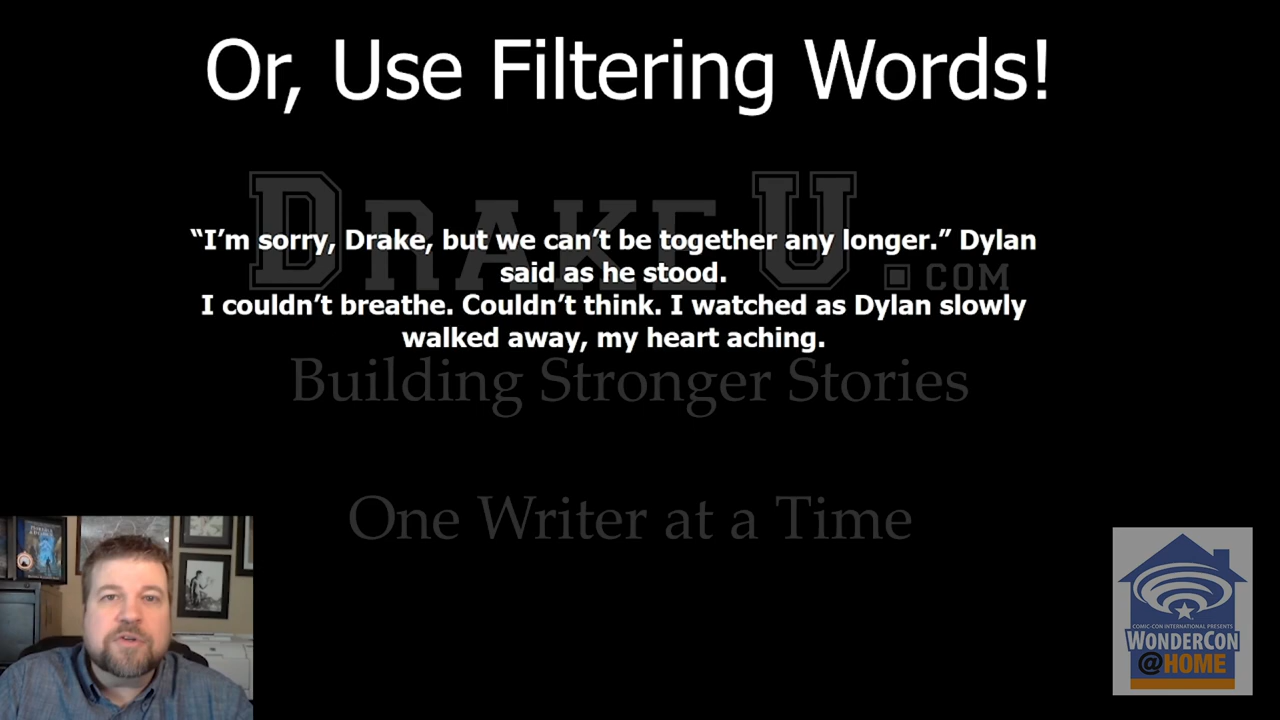 Or, Use Filtering Words!
DRAKE U
.COM
“I’m sorry, Drake, but we can’t be together any longer.” Dylan
said as he stood.
I couldn’t breathe. Couldn’t think. I watched as Dylan slowly
walked away, my heart aching.
Building Stronger Stories
One Writer at a Time
COMIC-CON INTERNATIONAL PRESENTS
WONDERCON
@HOME